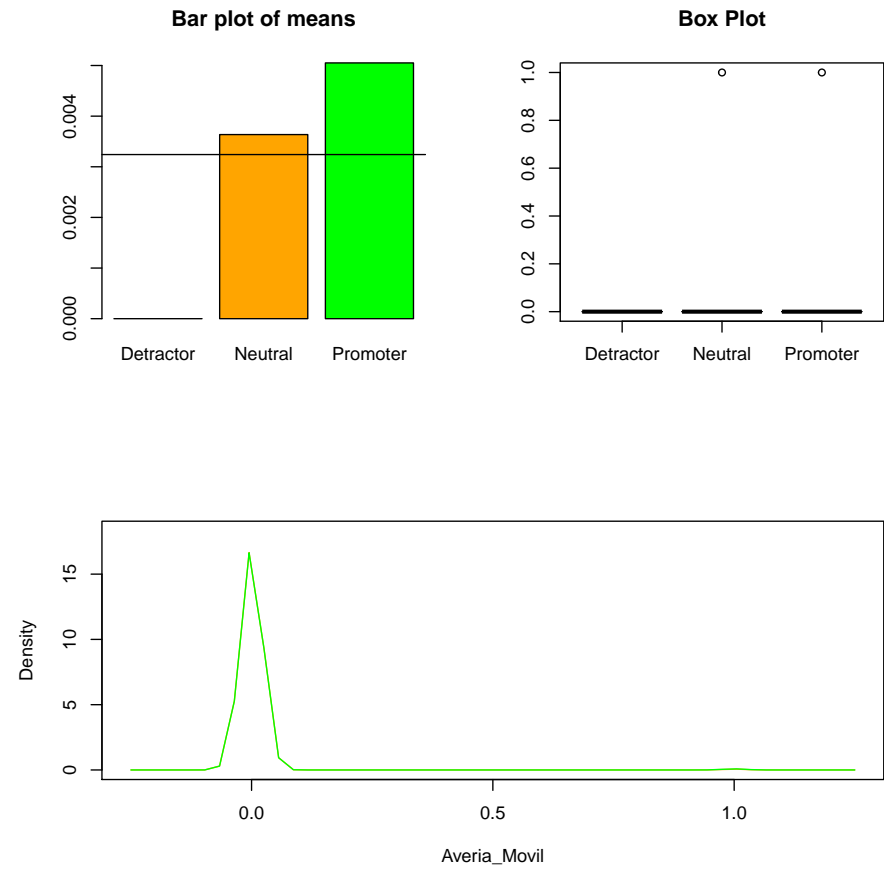 Bar plot of means
0.004
0.002
0.000
Detractor Neutral Promoter
Box Plot
1.0
0.8
0.6
0.4
0.2
0.0
Detractor Neutral Promoter
Density
15
10
5
0
0.0 0.5 1.0
Averia_Movil